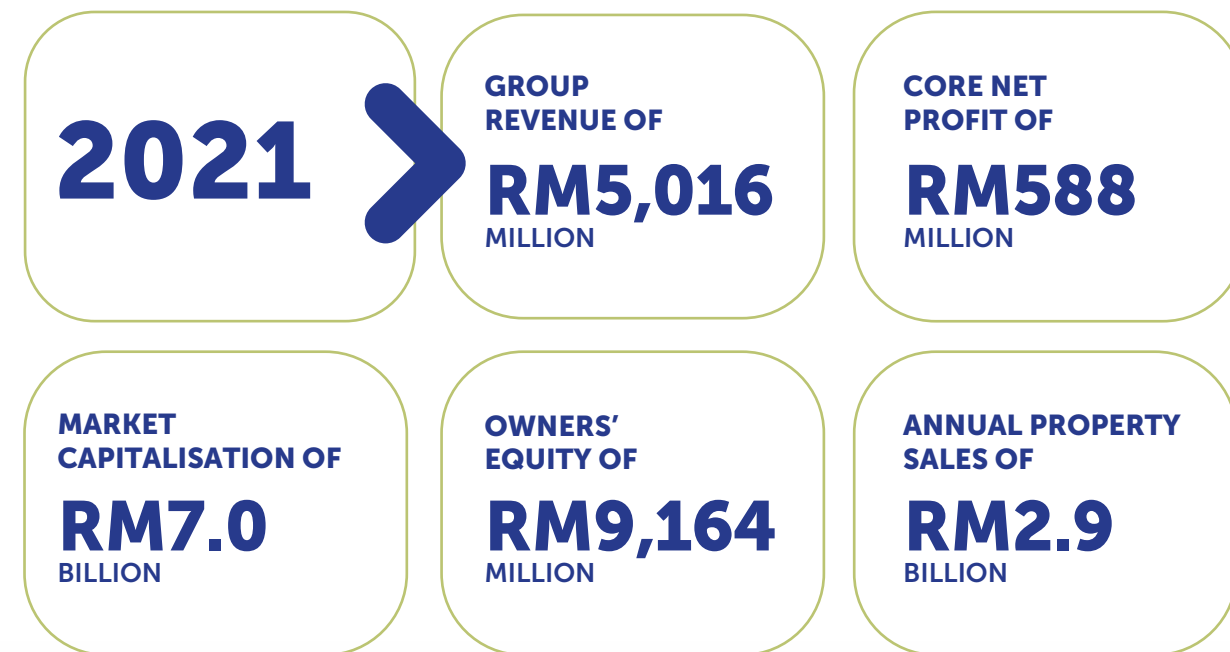 2021
GROUP
REVENUE OF
RM5,016
MILLION
CORE NET
PROFIT OF
RM588
MILLION
MARKET
CAPITALISATION OF
RM7.0
BILLION
OWNERS’
EQUITY OF
RM9,164
MILLION
ANNUAL PROPERTY
SALES OF
RM2.9
BILLION